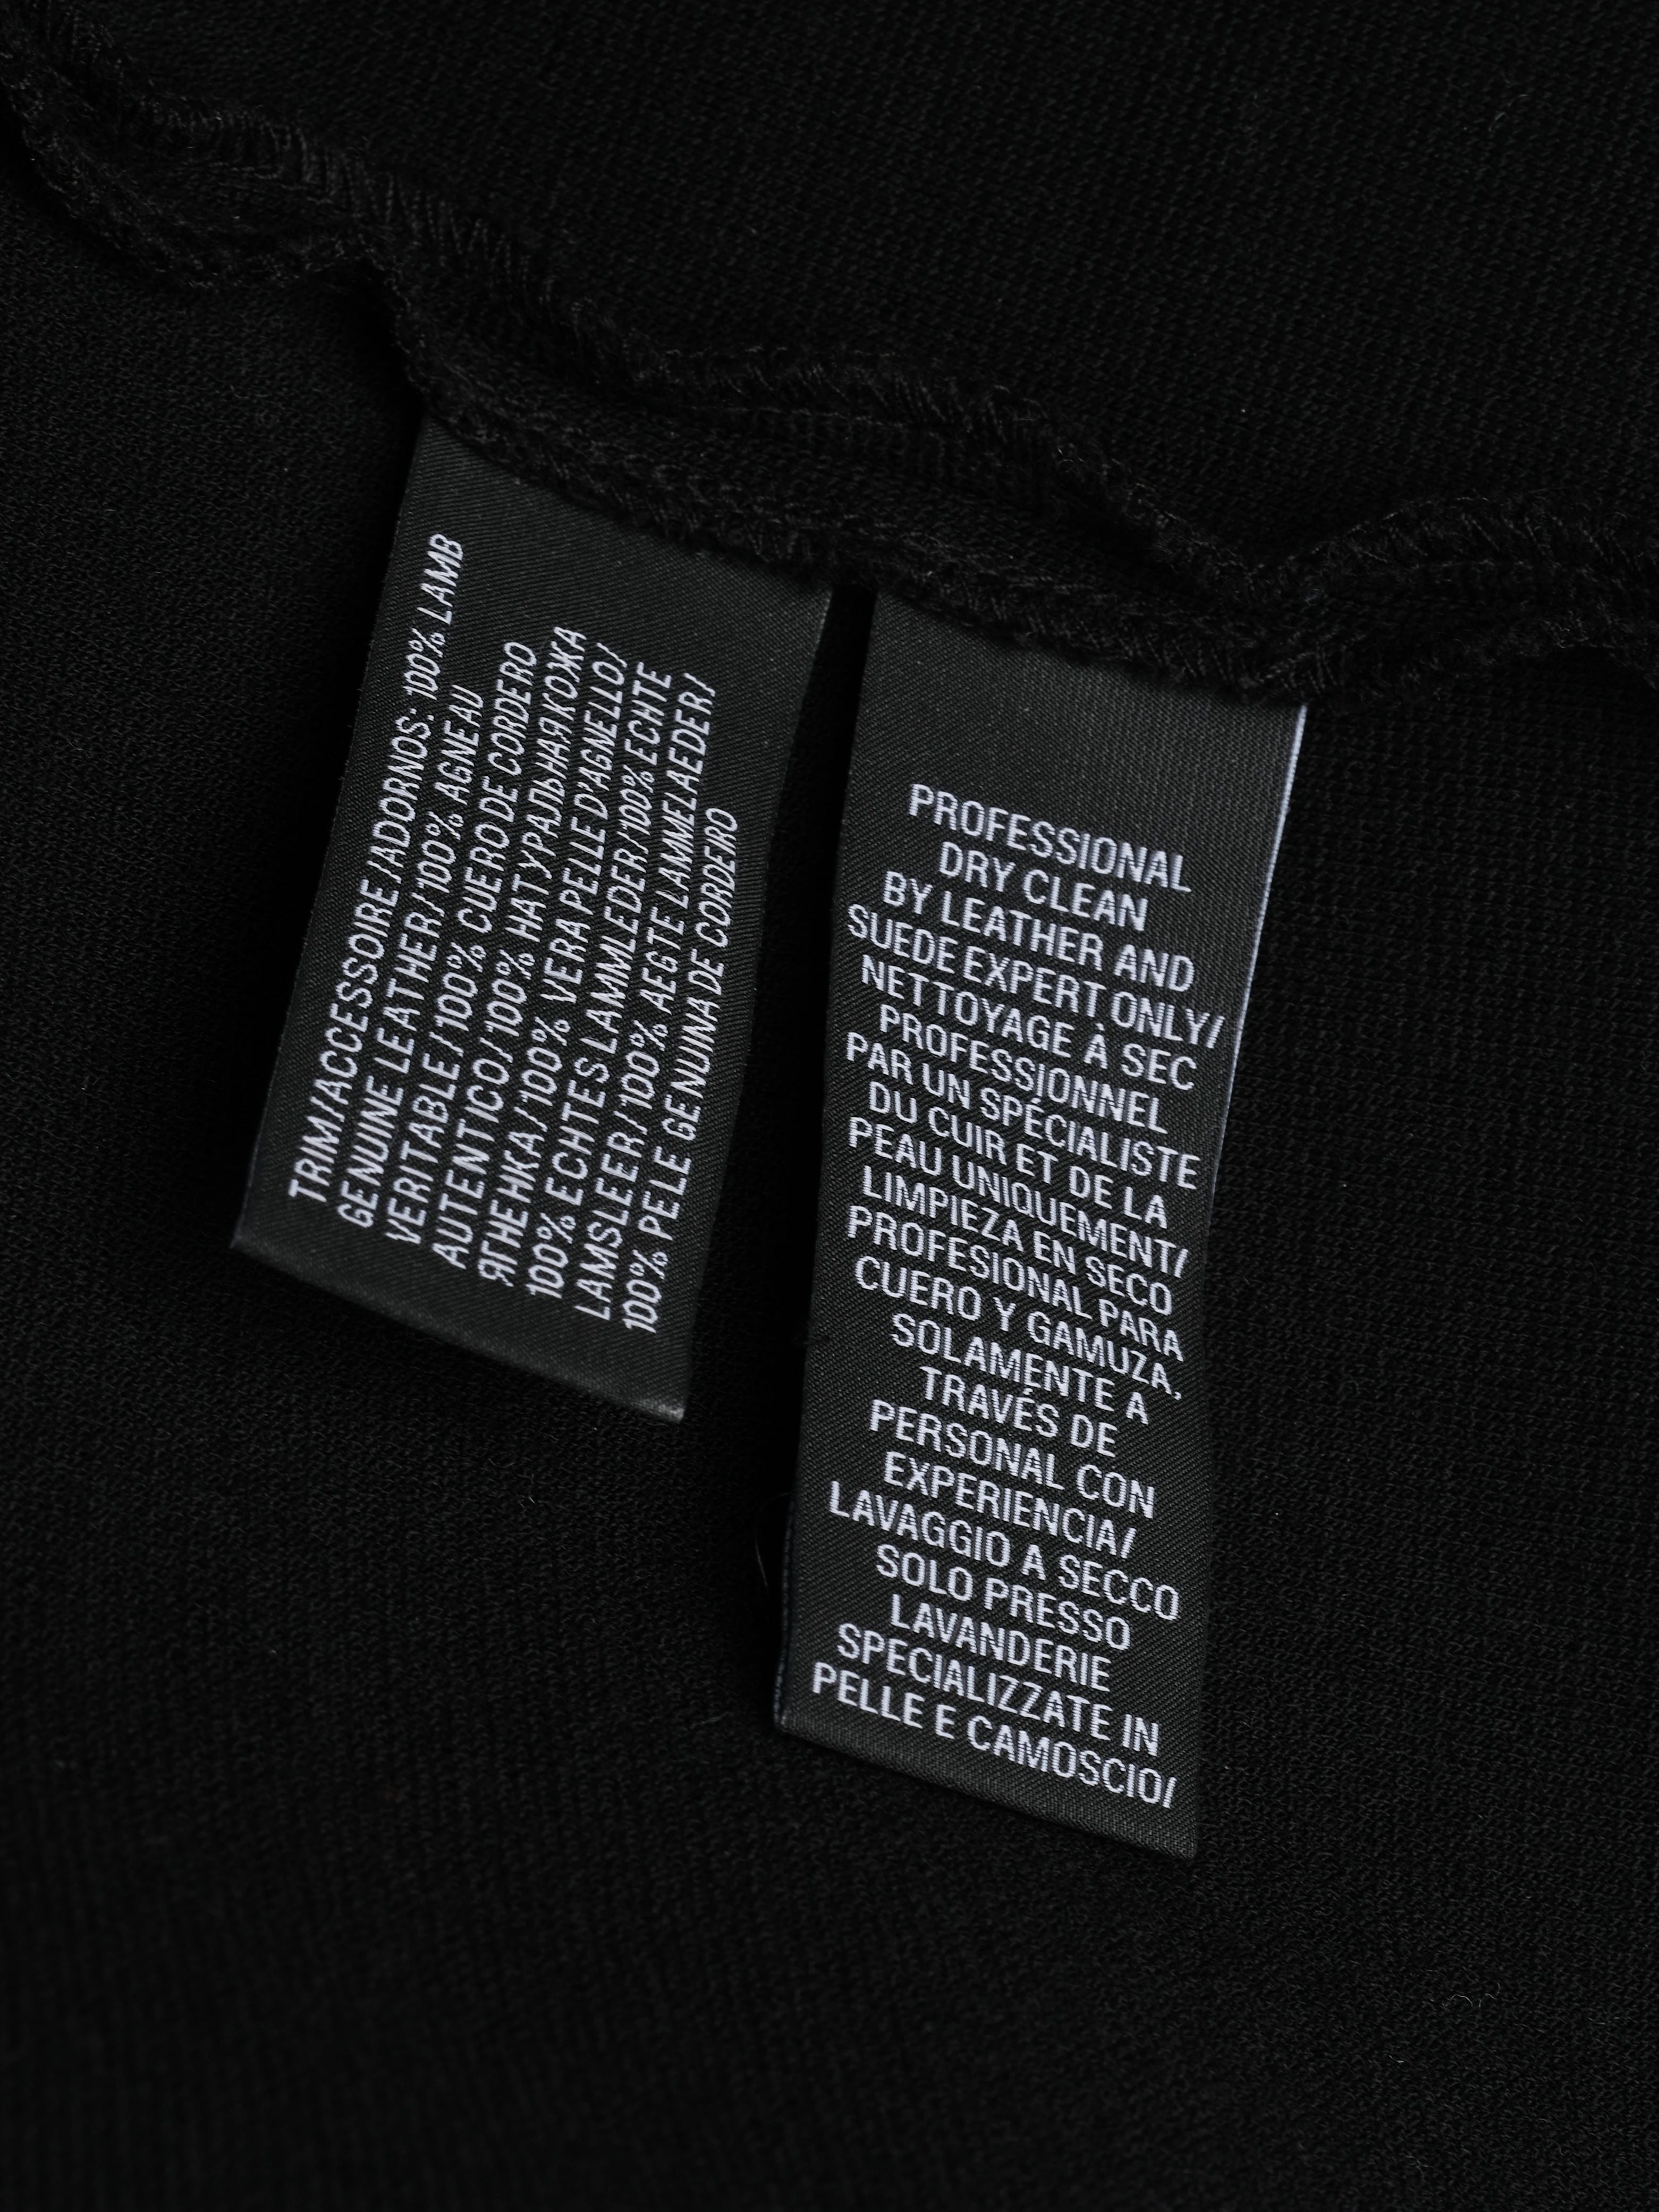 TRIM/ACCESSOIRE/ADORNOS: 100% LAMB
GENUINE LEATHER/100% AGNEAU
VERITABLE/100% CUERO DE CORDERO
AUTENTICO/100% НАТУРАЛЬНАЯ КОЖА
ЯГНЕНКА/100% VERA PELLE D'AGNELLO/
100% ECHTES LAMMLEDER/100% ECHTE
LAMSLEER/100% AEGTE LAMMELAEDER/
100% PELE GENUINA DE CORDERO
PROFESSIONAL
DRY CLEAN
BY LEATHER AND
SUEDE EXPERT ONLY/
NETTOYAGE À SEC
PROFESSIONNEL
PAR UN SPÉCIALISTE
DU CUIR ET DE LA
PEAU UNIQUEMENT/
LIMPIEZA EN SECO
PROFESIONAL PARA
CUERO Y GAMUZA,
SOLAMENTE A
TRAVÉS DE
PERSONAL CON
EXPERIENCIA/
LAVAGGIO A SECCO
SOLO PRESSO
LAVANDERIE
SPECIALIZZATE IN
PELLE E CAMOSCIO/